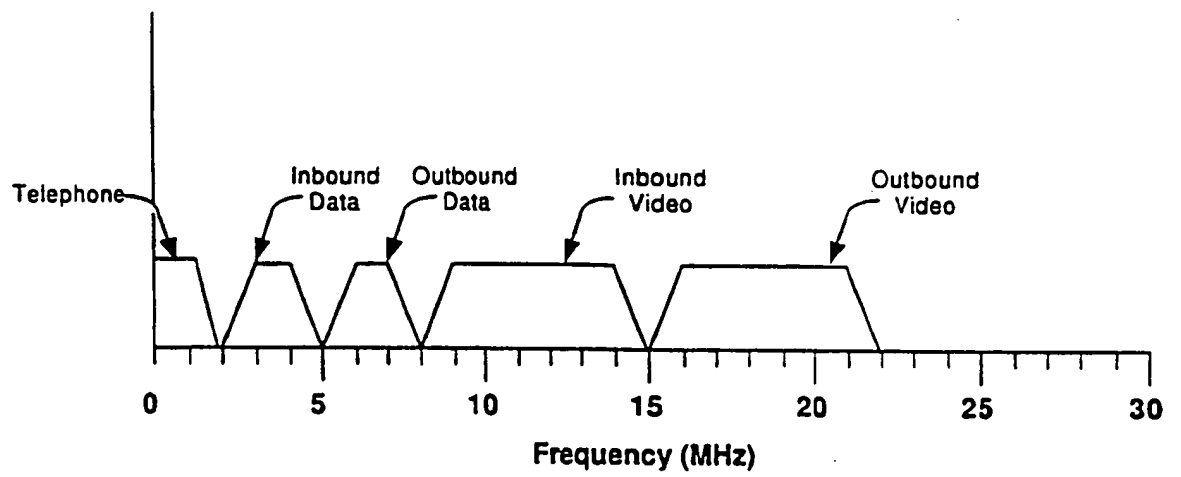 Telephone
Inbound
Data
Outbound
Data
Inbound
Video
Outbound
Video
0 5 10 15 20 25 30
Frequency (MHz)